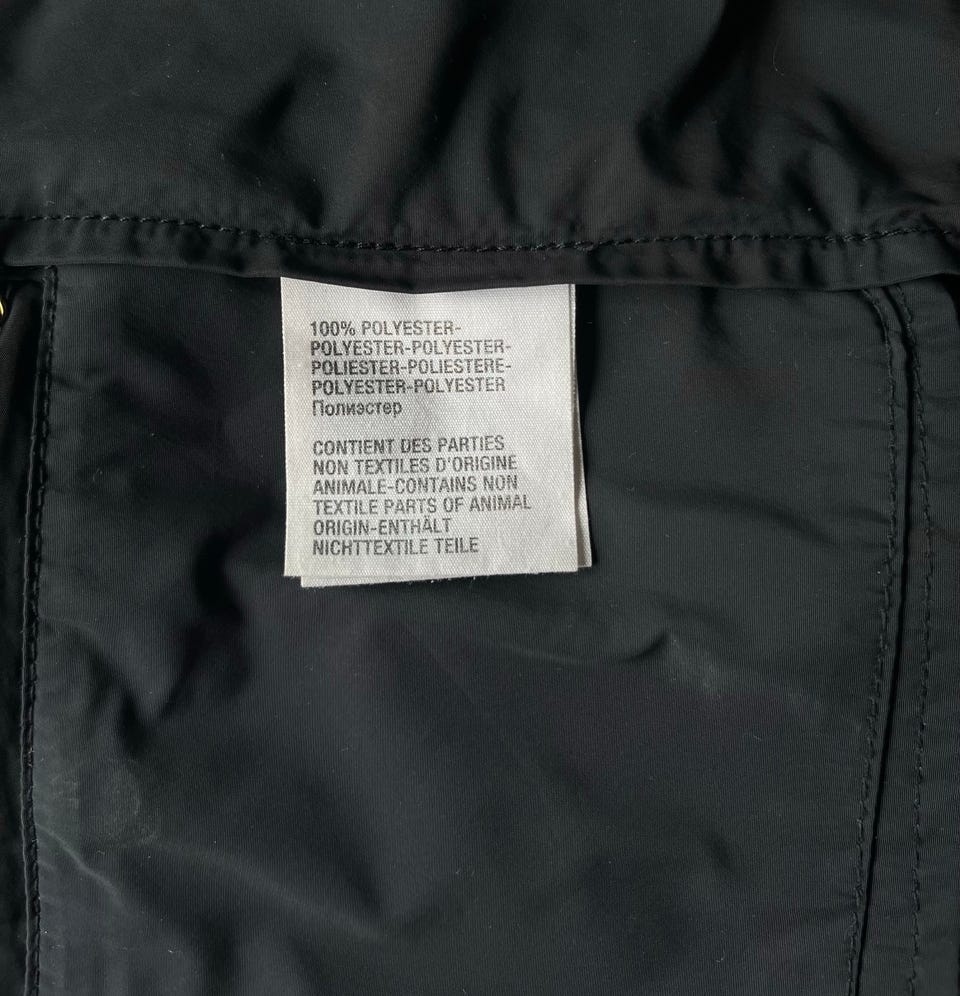 100% POLYESTER-
POLYESTER-POLYESTER-
POLIESTER-POLIESTERE-
POLYESTER-POLYESTER
Полиэстер
CONTIENT DES PARTIES
NON TEXTILES D'ORIGINE
ANIMALE-CONTAINS NON
TEXTILE PARTS OF ANIMAL
ORIGIN-ENTHÄLT
NICHTTEXTILE TEILE